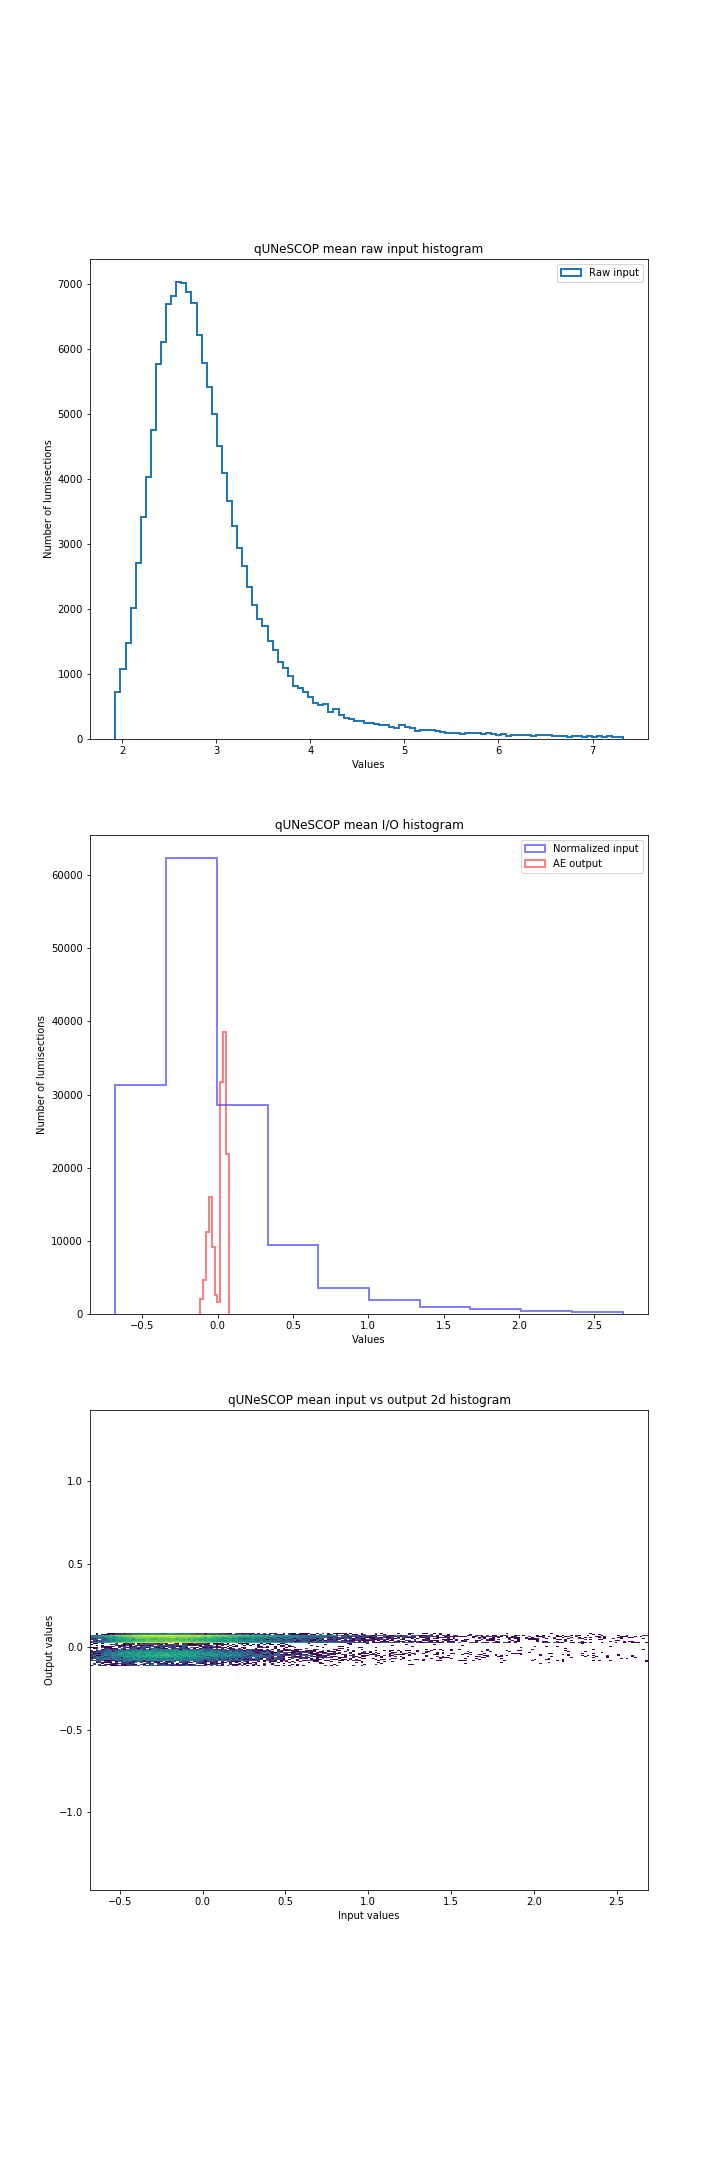 qUNeSCOP mean raw input histogram
Raw input
7000
6000
5000
4000
3000
2000
1000
0
Number of lumisections
2 3 4 5 6 7
Values
qUNeSCOP mean I/O histogram
Normalized input
AE output
60000
50000
40000
30000
20000
10000
0
Number of lumisections
−0.5 0.0 0.5 1.0 1.5 2.0 2.5
Values
qUNeSCOP mean input vs output 2d histogram
1.0
0.5
0.0
−0.5
−1.0
Output values
−0.5 0.0 0.5 1.0 1.5 2.0 2.5
Input values